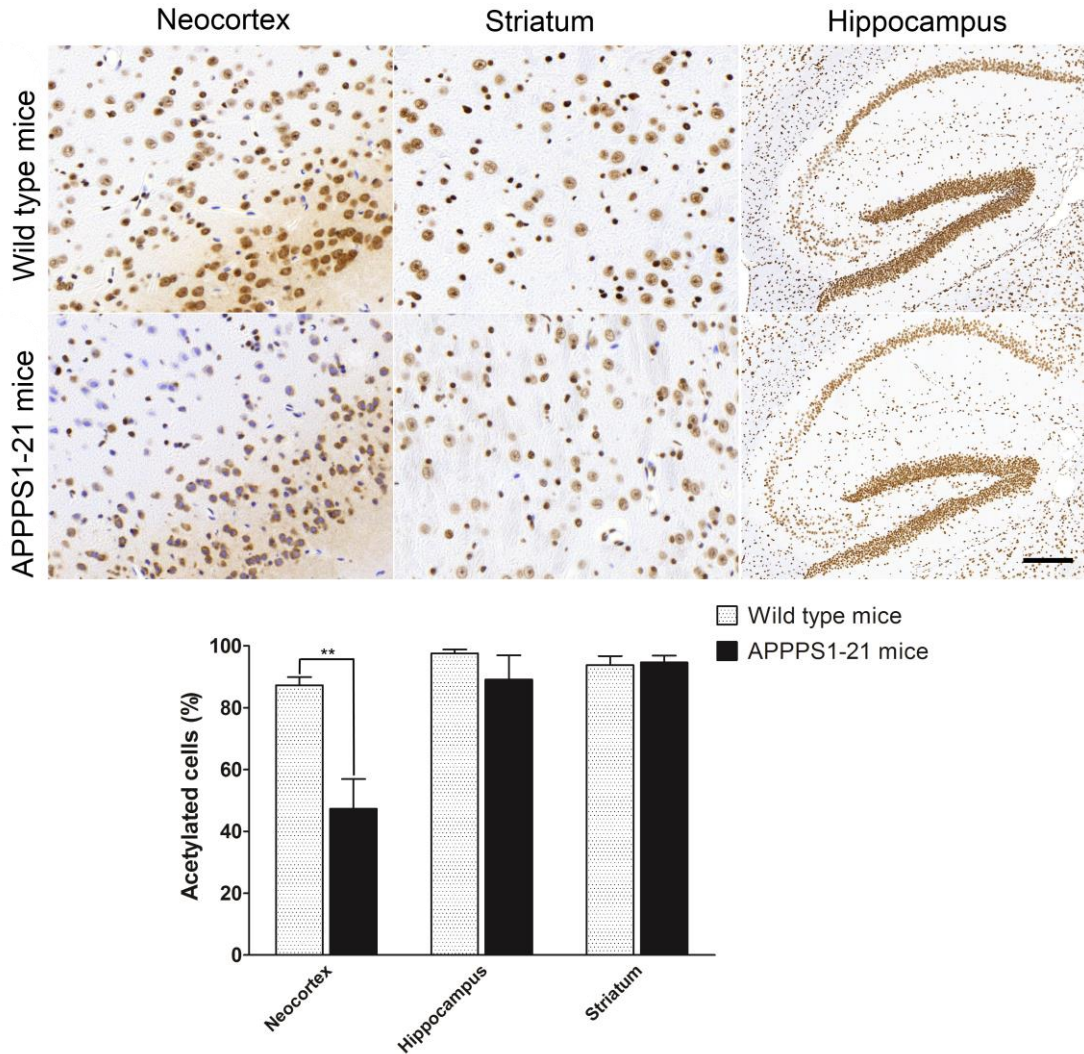 Neocortex
Striatum
Hippocampus
Wild type mice
APPPS1-21 mice
Wild type mice
APPPS1-21 mice
**
Acetylated cells (%)
100
80
60
40
20
0
Neocortex
Hippocampus
Striatum